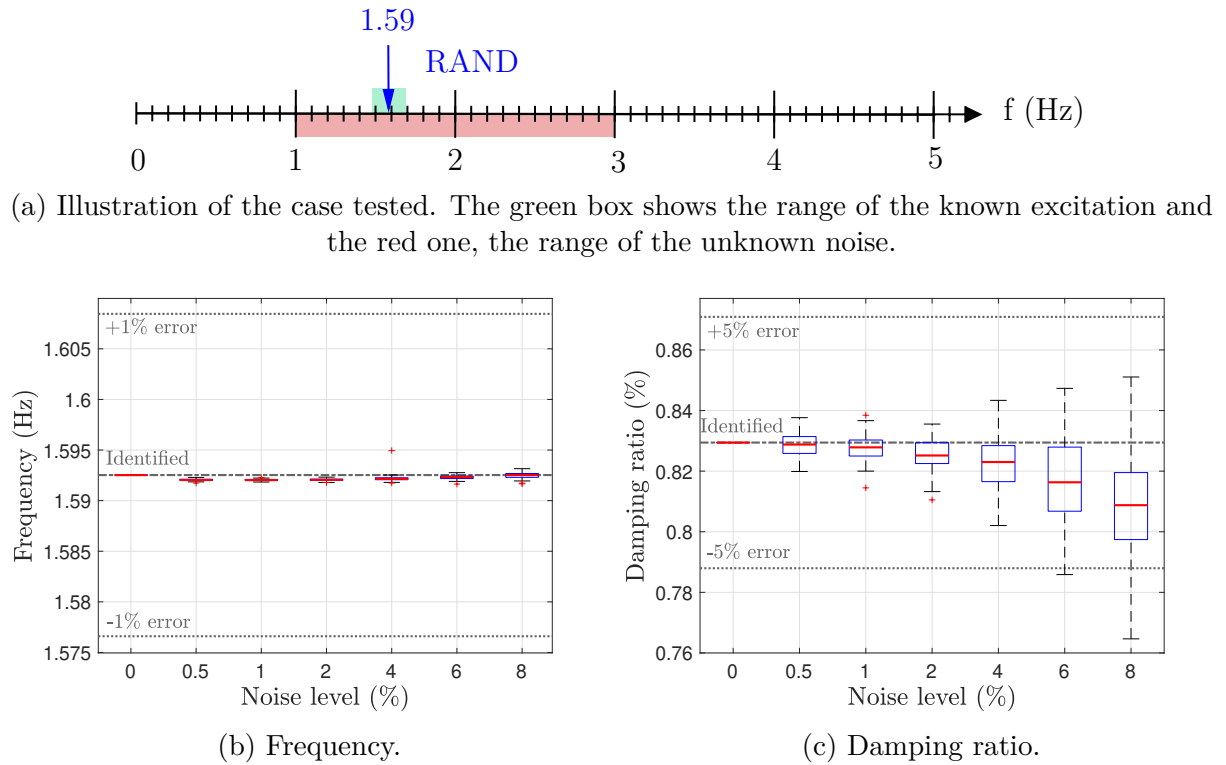 1.59
RAND
f (Hz)
0 1 2 3 4 5
(a) Illustration of the case tested. The green box shows the range of the known excitation and
the red one, the range of the unknown noise.
+1% error
1.605
1.6
1.595
Identified
1.59
1.585
1.58
-1% error
1.575
Frequency (Hz)
0 0.5 1 2 4 6 8
Noise level (%)
(b) Frequency.
+5% error
0.86
0.84
Identified
0.82
0.8
-5% error
0.78
0.76
Damping ratio (%)
0 0.5 1 2 4 6 8
Noise level (%)
(c) Damping ratio.